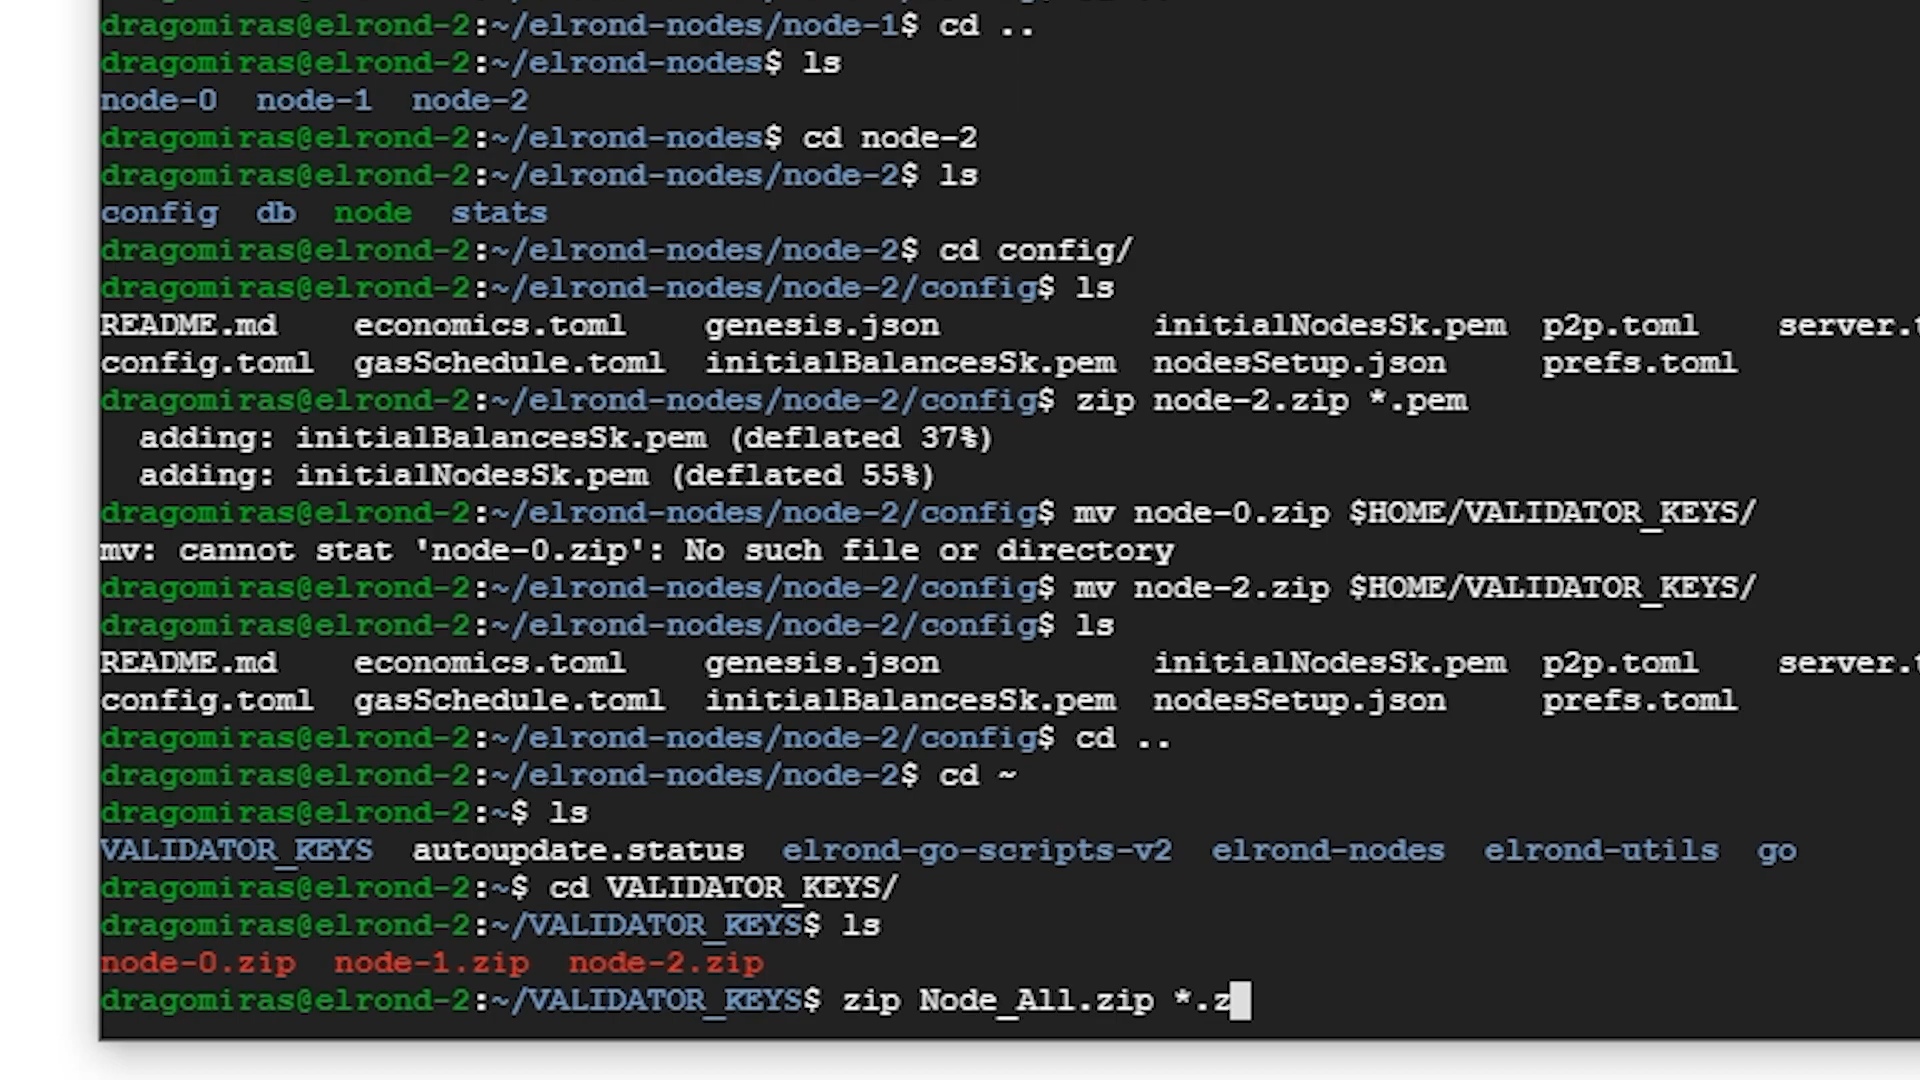 dragomiras@elrond-2:~/elrond-nodes/node-1$ cd ..
dragomiras@elrond-2:~/elrond-nodes$ ls
node-0  node-1  node-2
dragomiras@elrond-2:~/elrond-nodes$ cd node-2
dragomiras@elrond-2:~/elrond-nodes/node-2$ ls
config  db  node  stats
dragomiras@elrond-2:~/elrond-nodes/node-2$ cd config/
dragomiras@elrond-2:~/elrond-nodes/node-2/config$ ls
README.md    economics.toml    genesis.json           initialNodesSk.pem  p2p.toml    server.t
config.toml  gasSchedule.toml  initialBalancesSk.pem  nodesSetup.json     prefs.toml
dragomiras@elrond-2:~/elrond-nodes/node-2/config$ zip node-2.zip *.pem
  adding: initialBalancesSk.pem (deflated 37%)
  adding: initialNodesSk.pem (deflated 55%)
dragomiras@elrond-2:~/elrond-nodes/node-2/config$ mv node-0.zip $HOME/VALIDATOR_KEYS/
mv: cannot stat 'node-0.zip': No such file or directory
dragomiras@elrond-2:~/elrond-nodes/node-2/config$ mv node-2.zip $HOME/VALIDATOR_KEYS/
dragomiras@elrond-2:~/elrond-nodes/node-2/config$ ls
README.md    economics.toml    genesis.json           initialNodesSk.pem  p2p.toml    server.t
config.toml  gasSchedule.toml  initialBalancesSk.pem  nodesSetup.json     prefs.toml
dragomiras@elrond-2:~/elrond-nodes/node-2/config$ cd ..
dragomiras@elrond-2:~/elrond-nodes/node-2$ cd ~
dragomiras@elrond-2:~$ ls
VALIDATOR_KEYS  autoupdate.status  elrond-go-scripts-v2  elrond-nodes  elrond-utils  go
dragomiras@elrond-2:~$ cd VALIDATOR_KEYS/
dragomiras@elrond-2:~/VALIDATOR_KEYS$ ls
node-0.zip  node-1.zip  node-2.zip
dragomiras@elrond-2:~/VALIDATOR_KEYS$ zip Node_All.zip *.z